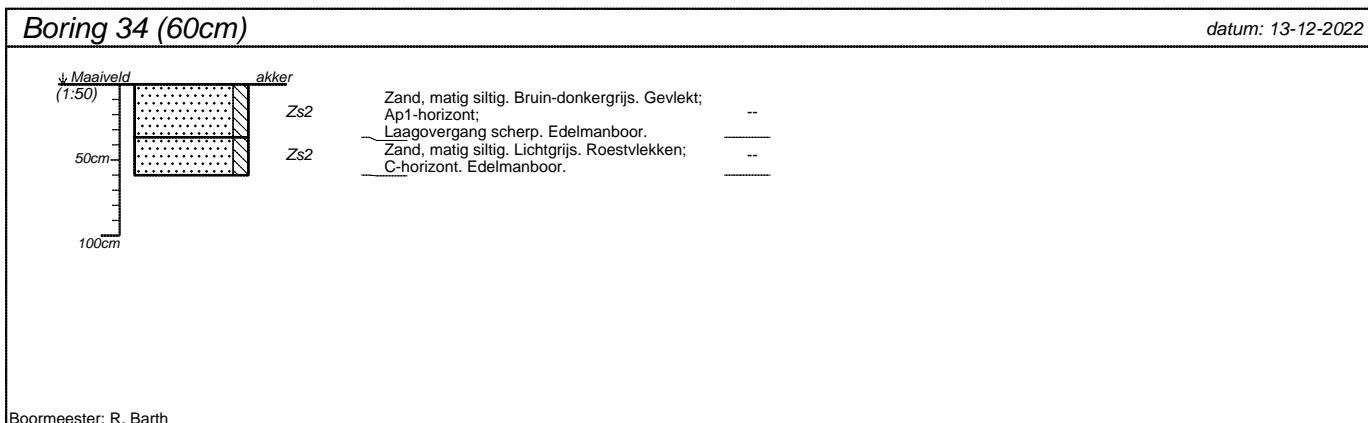 Boring 34 (60cm)
datum: 13-12-2022
Maaiveld
akker
(1:50)
Zs2
Zand, matig siltig. Bruin-donkergrijs. Gevlekt;
Ap1-horizont;
Laagovergang scherp. Edelmanboor.
--
50cm
Zs2
Zand, matig siltig. Lichtgrijs. Roestvlekken;
C-horizont. Edelmanboor.
--
100cm
Boormeester: R. Barth